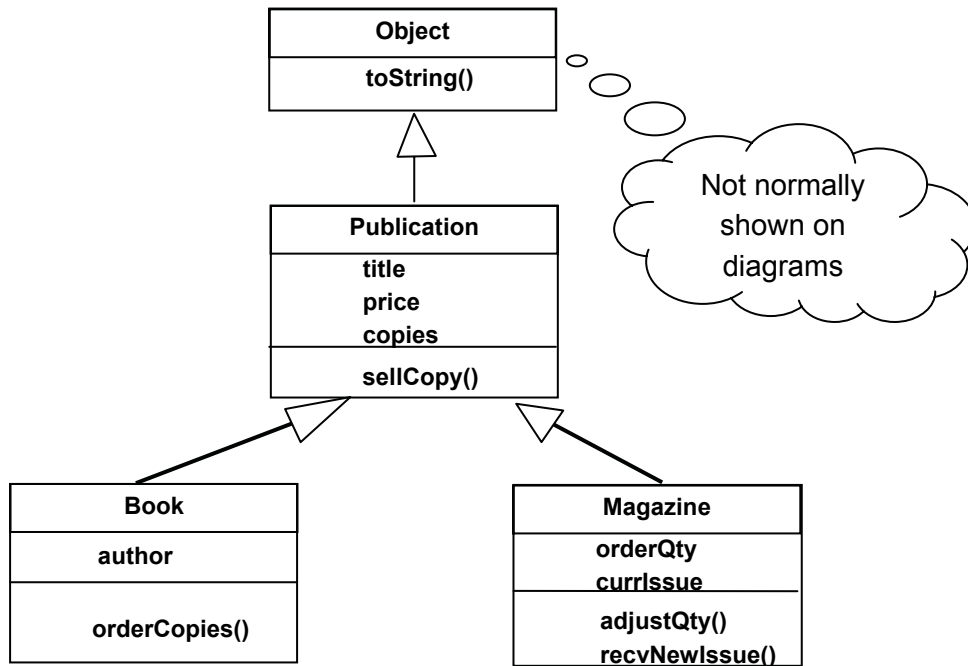 Object
toString()
Not normally
shown on
diagrams
Publication
title
price
copies
sellCopy()
Book
author
orderCopies()
Magazine
orderQty
currIssue
adjustQty()
recvNewIssue()